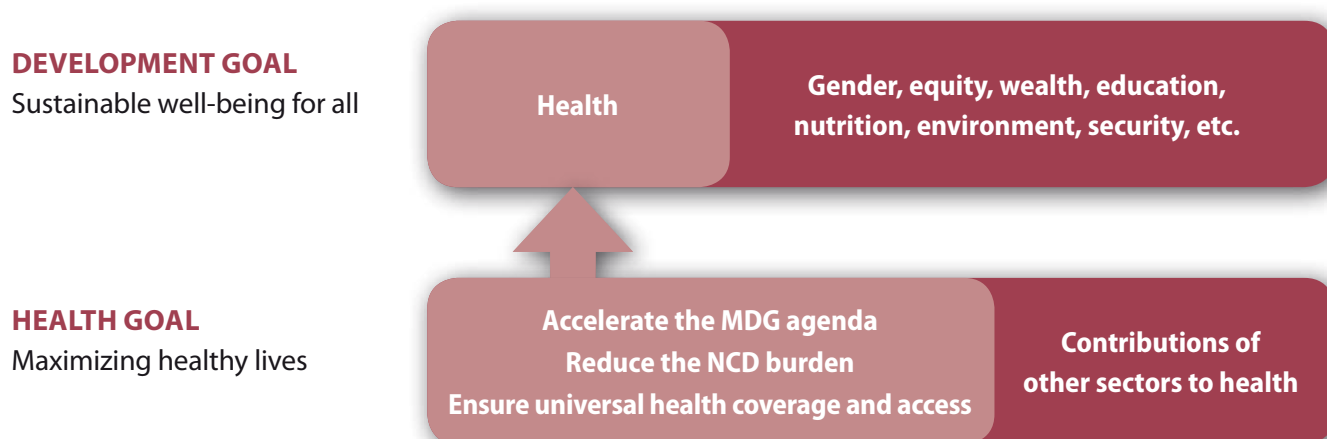 DEVELOPMENT GOAL
Sustainable well-being for all
Health
Gender, equity, wealth, education,
nutrition, environment, security, etc.
HEALTH GOAL
Maximizing healthy lives
Accelerate the MDG agenda
Reduce the NCD burden
Ensure universal health coverage and access
Contributions of
other sectors to health